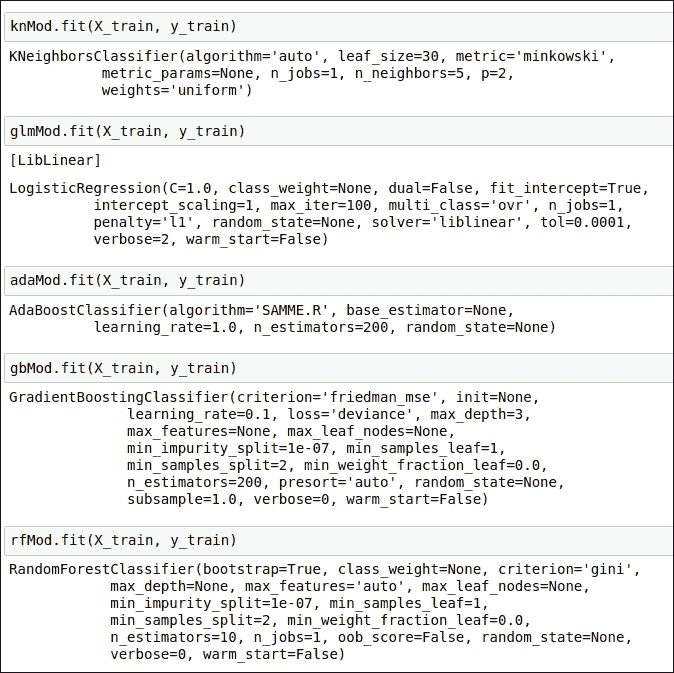 knMod.fit(X_train, y_train)
KNeighborsClassifier(algorithm='auto', leaf_size=30, metric='minkowski',
metric_params=None, n_jobs=1, n_neighbors=5, p=2,
weights='uniform')
glmMod.fit(X_train, y_train)
[LibLinear]
LogisticRegression(C=1.0, class_weight=None, dual=False, fit_intercept=True,
intercept_scaling=1, max_iter=100, multi_class='ovr', n_jobs=1,
penalty='l1', random_state=None, solver='liblinear', tol=0.0001,
verbose=2, warm_start=False)
adaMod.fit(X_train, y_train)
AdaBoostClassifier(algorithm='SAMME.R', base_estimator=None,
learning_rate=1.0, n_estimators=200, random_state=None)
gbMod.fit(X_train, y_train)
GradientBoostingClassifier(criterion='friedman_mse', init=None,
learning_rate=0.1, loss='deviance', max_depth=3,
max_features=None, max_leaf_nodes=None,
min_impurity_split=1e-07, min_samples_leaf=1,
min_samples_split=2, min_weight_fraction_leaf=0.0,
n_estimators=200, presort='auto', random_state=None,
subsample=1.0, verbose=0, warm_start=False)
rfMod.fit(X_train, y_train)
RandomForestClassifier(bootstrap=True, class_weight=None, criterion='gini',
max_depth=None, max_features='auto', max_leaf_nodes=None,
min_impurity_split=1e-07, min_samples_leaf=1,
min_samples_split=2, min_weight_fraction_leaf=0.0,
n_estimators=10, n_jobs=1, oob_score=False, random_state=None,
verbose=0, warm_start=False)